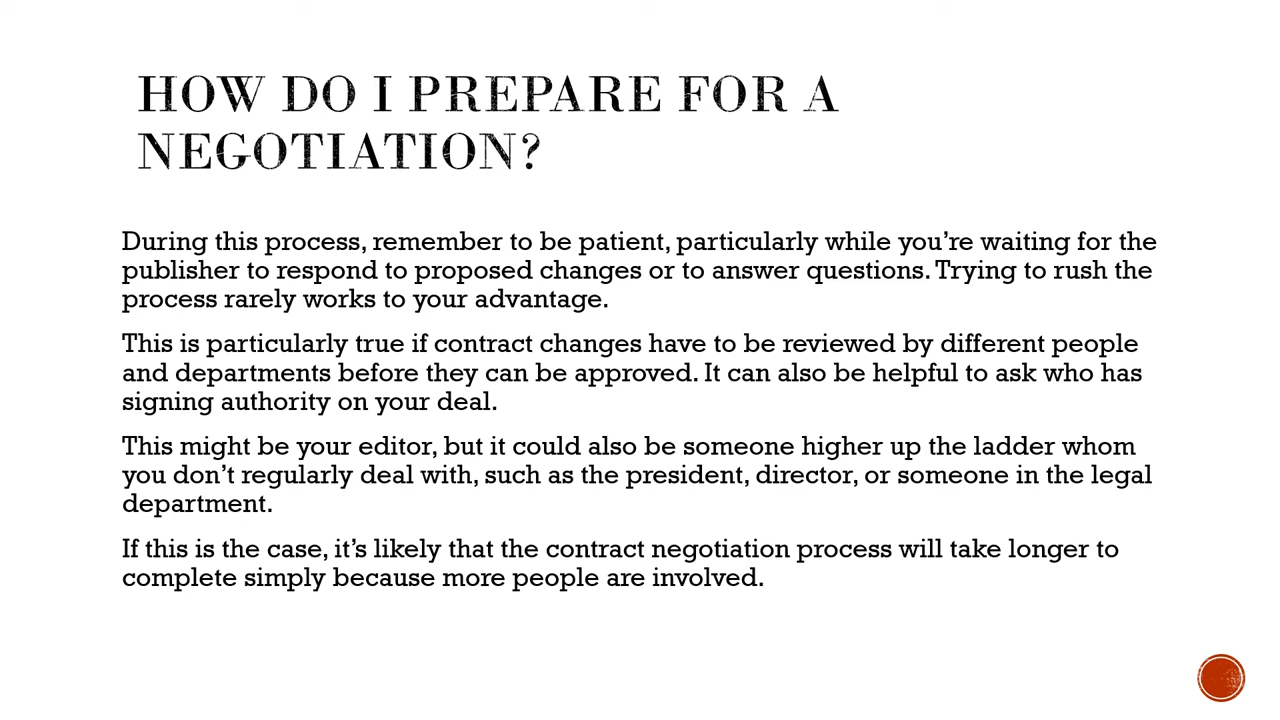 HOW DO I PREPARE FOR A
NEGOTIATION?
During this process, remember to be patient, particularly while you’re waiting for the
publisher to respond to proposed changes or to answer questions. Trying to rush the
process rarely works to your advantage.
This is particularly true if contract changes have to be reviewed by different people
and departments before they can be approved. It can also be helpful to ask who has
signing authority on your deal.
This might be your editor, but it could also be someone higher up the ladder whom
you don’t regularly deal with, such as the president, director, or someone in the legal
department.
If this is the case, it’s likely that the contract negotiation process will take longer to
complete simply because more people are involved.